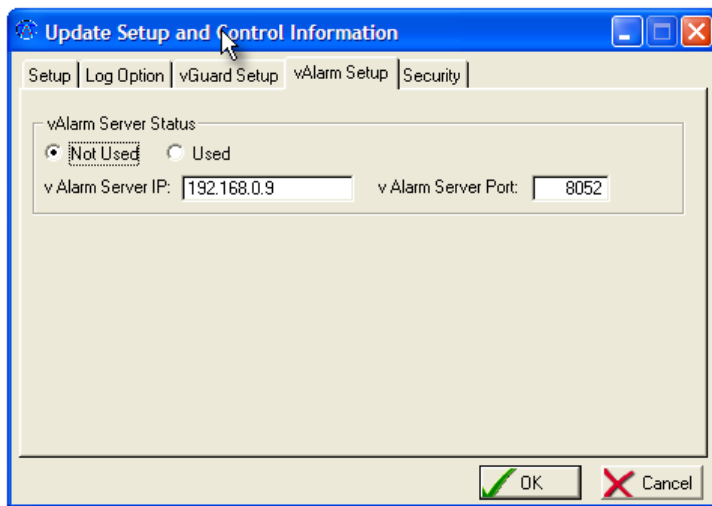 Update Setup and Control Information
Setup Log Option vGuard Setup vAlarm Setup Security
vAlarm Server Status
Not Used Used
v Alarm Server IP: 192.168.0.9 v Alarm Server Port: 8052
OK Cancel